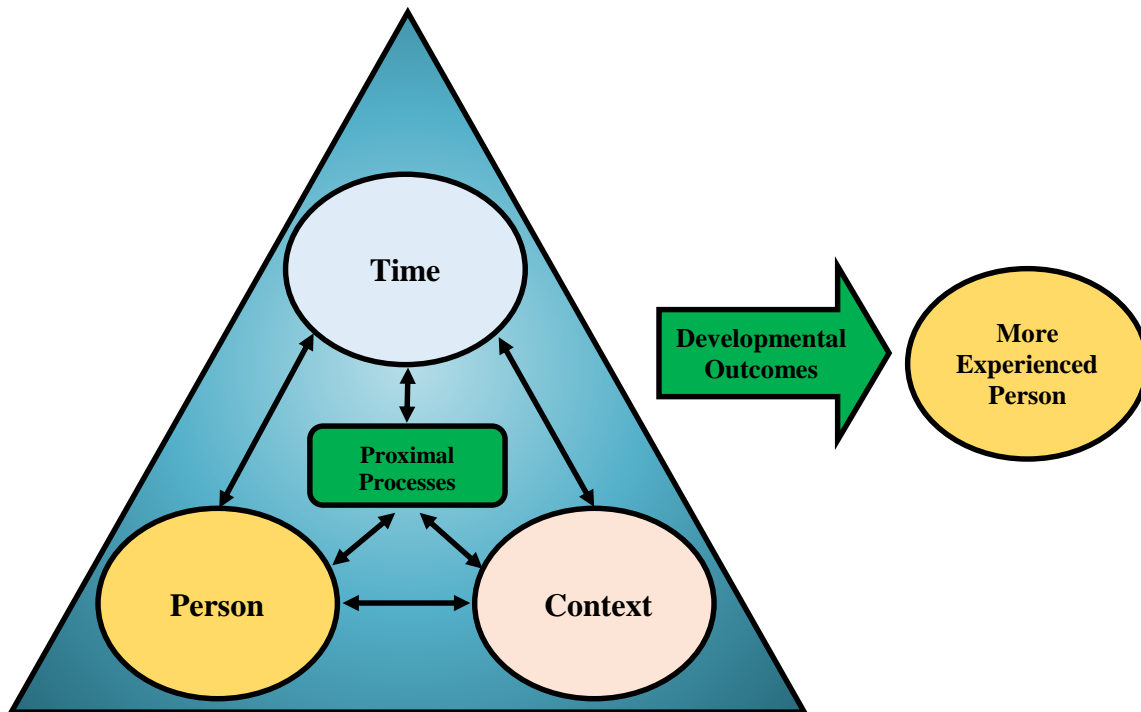 Time
Proximal
Processes
Person
Context
Developmental
Outcomes
More
Experienced
Person